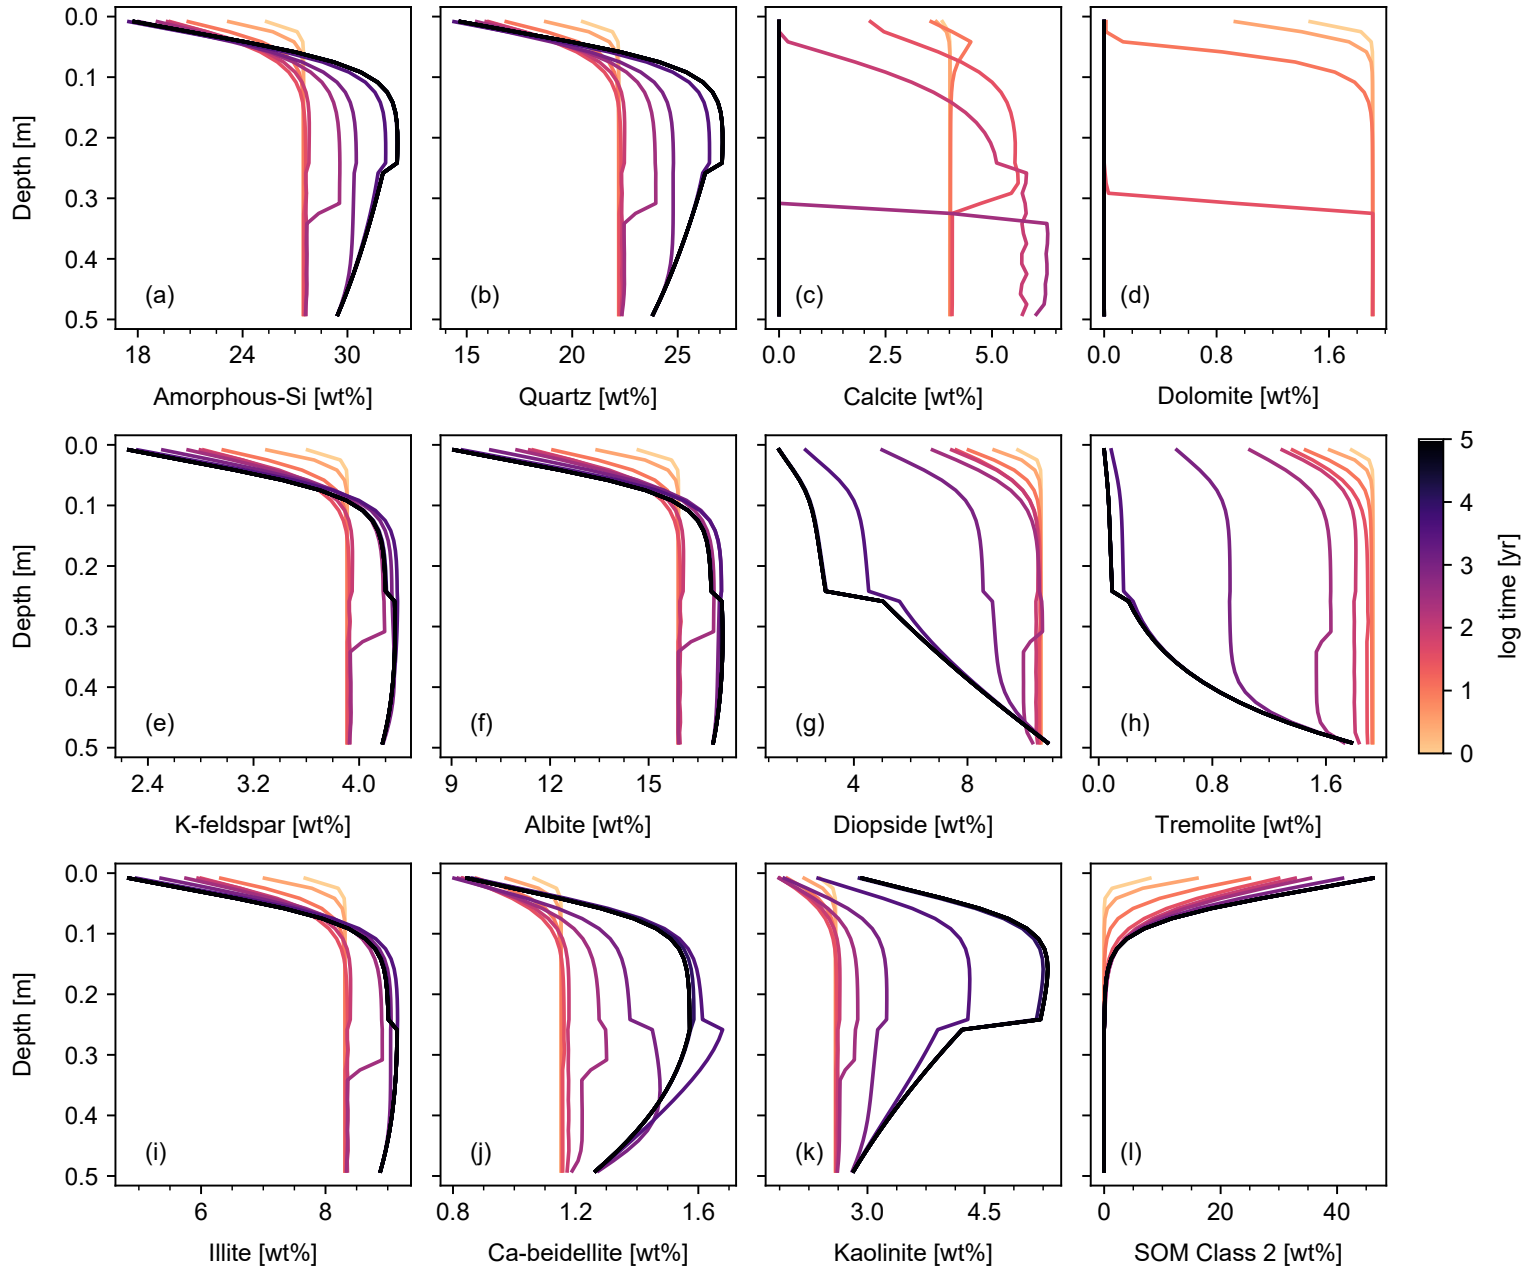 0.0
0.1
0.2
0.3
0.4
0.5
Depth [m]
(a)
18 24 30
Amorphous-Si [wt%]
(b)
15 20 25
Quartz [wt%]
(c)
0.0 2.5 5.0
Calcite [wt%]
(d)
0.0 0.8 1.6
Dolomite [wt%]
0.0
0.1
0.2
0.3
0.4
0.5
Depth [m]
(e)
2.4 3.2 4.0
K-feldspar [wt%]
(f)
9 12 15
Albite [wt%]
(g)
4 8
Diopside [wt%]
(h)
0.0 0.8 1.6
Tremolite [wt%]
5
4
3
2
1
0
log time [yr]
0.0
0.1
0.2
0.3
0.4
0.5
Depth [m]
(i)
6 8
Illite [wt%]
(j)
0.8 1.2 1.6
Ca-beidellite [wt%]
(k)
3.0 4.5
Kaolinite [wt%]
(l)
0 20 40
SOM Class 2 [wt%]